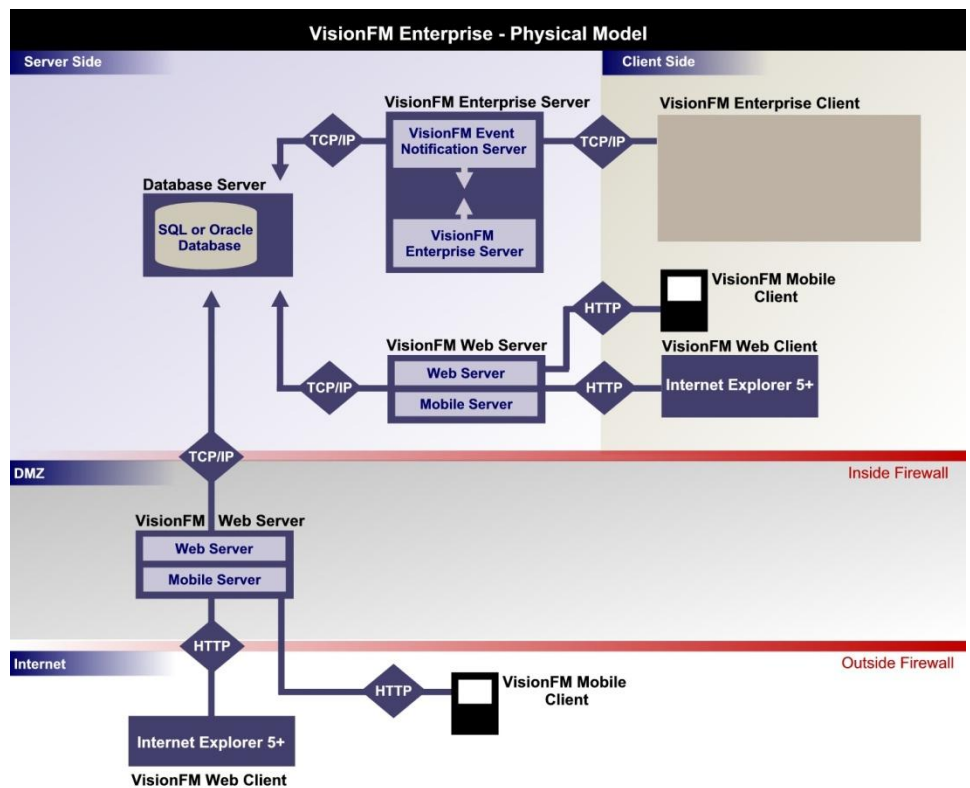 VisionFM Enterprise - Physical Model
Server Side
Client Side
VisionFM Enterprise Server
VisionFM Enterprise Client
VisionFM Event
Notification Server
TCP/IP
TCP/IP
Database Server
SQL or Oracle
Database
VisionFM
Enterprise Server
VisionFM Mobile
Client
HTTP
VisionFM Web Server
VisionFM Web Client
Web Server
Mobile Server
TCP/IP
HTTP
Internet Explorer 5+
TCP/IP
DMZ
Inside Firewall
VisionFM Web Server
Web Server
Mobile Server
HTTP
Internet
Outside Firewall
HTTP
VisionFM Mobile
Client
Internet Explorer 5+
VisionFM Web Client